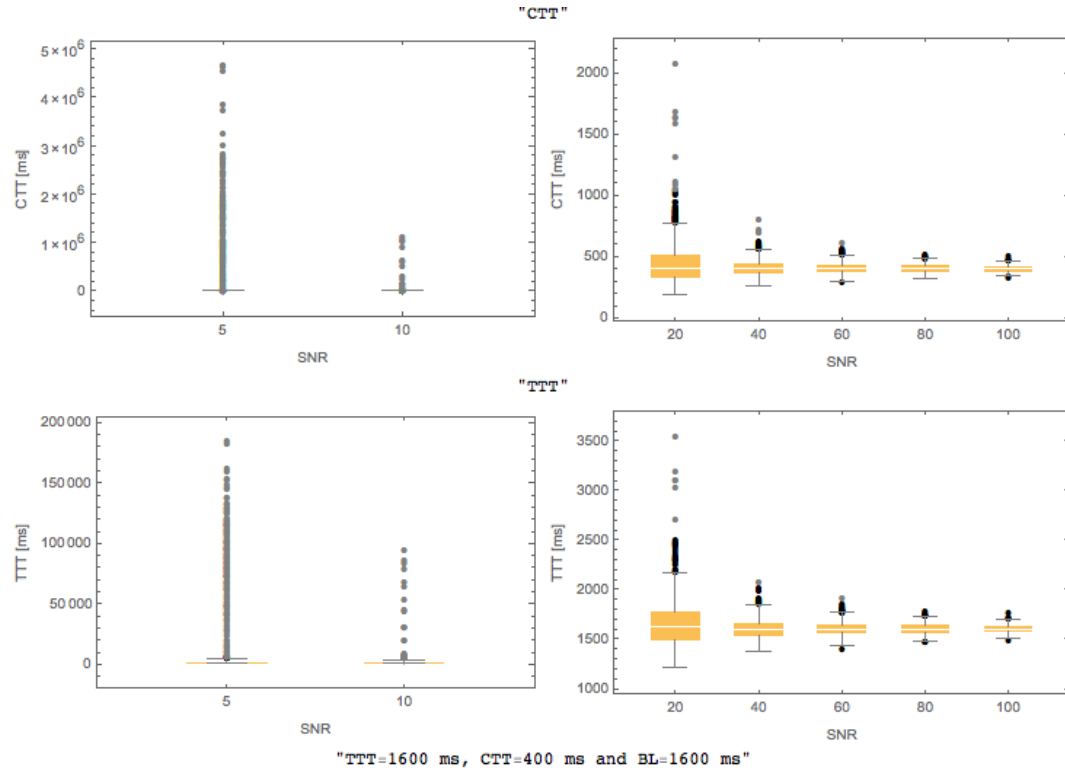 "CTT"
5 × 10^6
4 × 10^6
3 × 10^6
2 × 10^6
1 × 10^6
0
CTT [ms]
5 10
SNR
2000
1500
1000
500
0
CTT [ms]
20 40 60 80 100
SNR
"TTT"
200 000
150 000
100 000
50 000
0
TTT [ms]
5 10
SNR
3500
3000
2500
2000
1500
1000
TTT [ms]
20 40 60 80 100
SNR
"TTT=1600 ms, CTT=400 ms and BL=1600 ms"